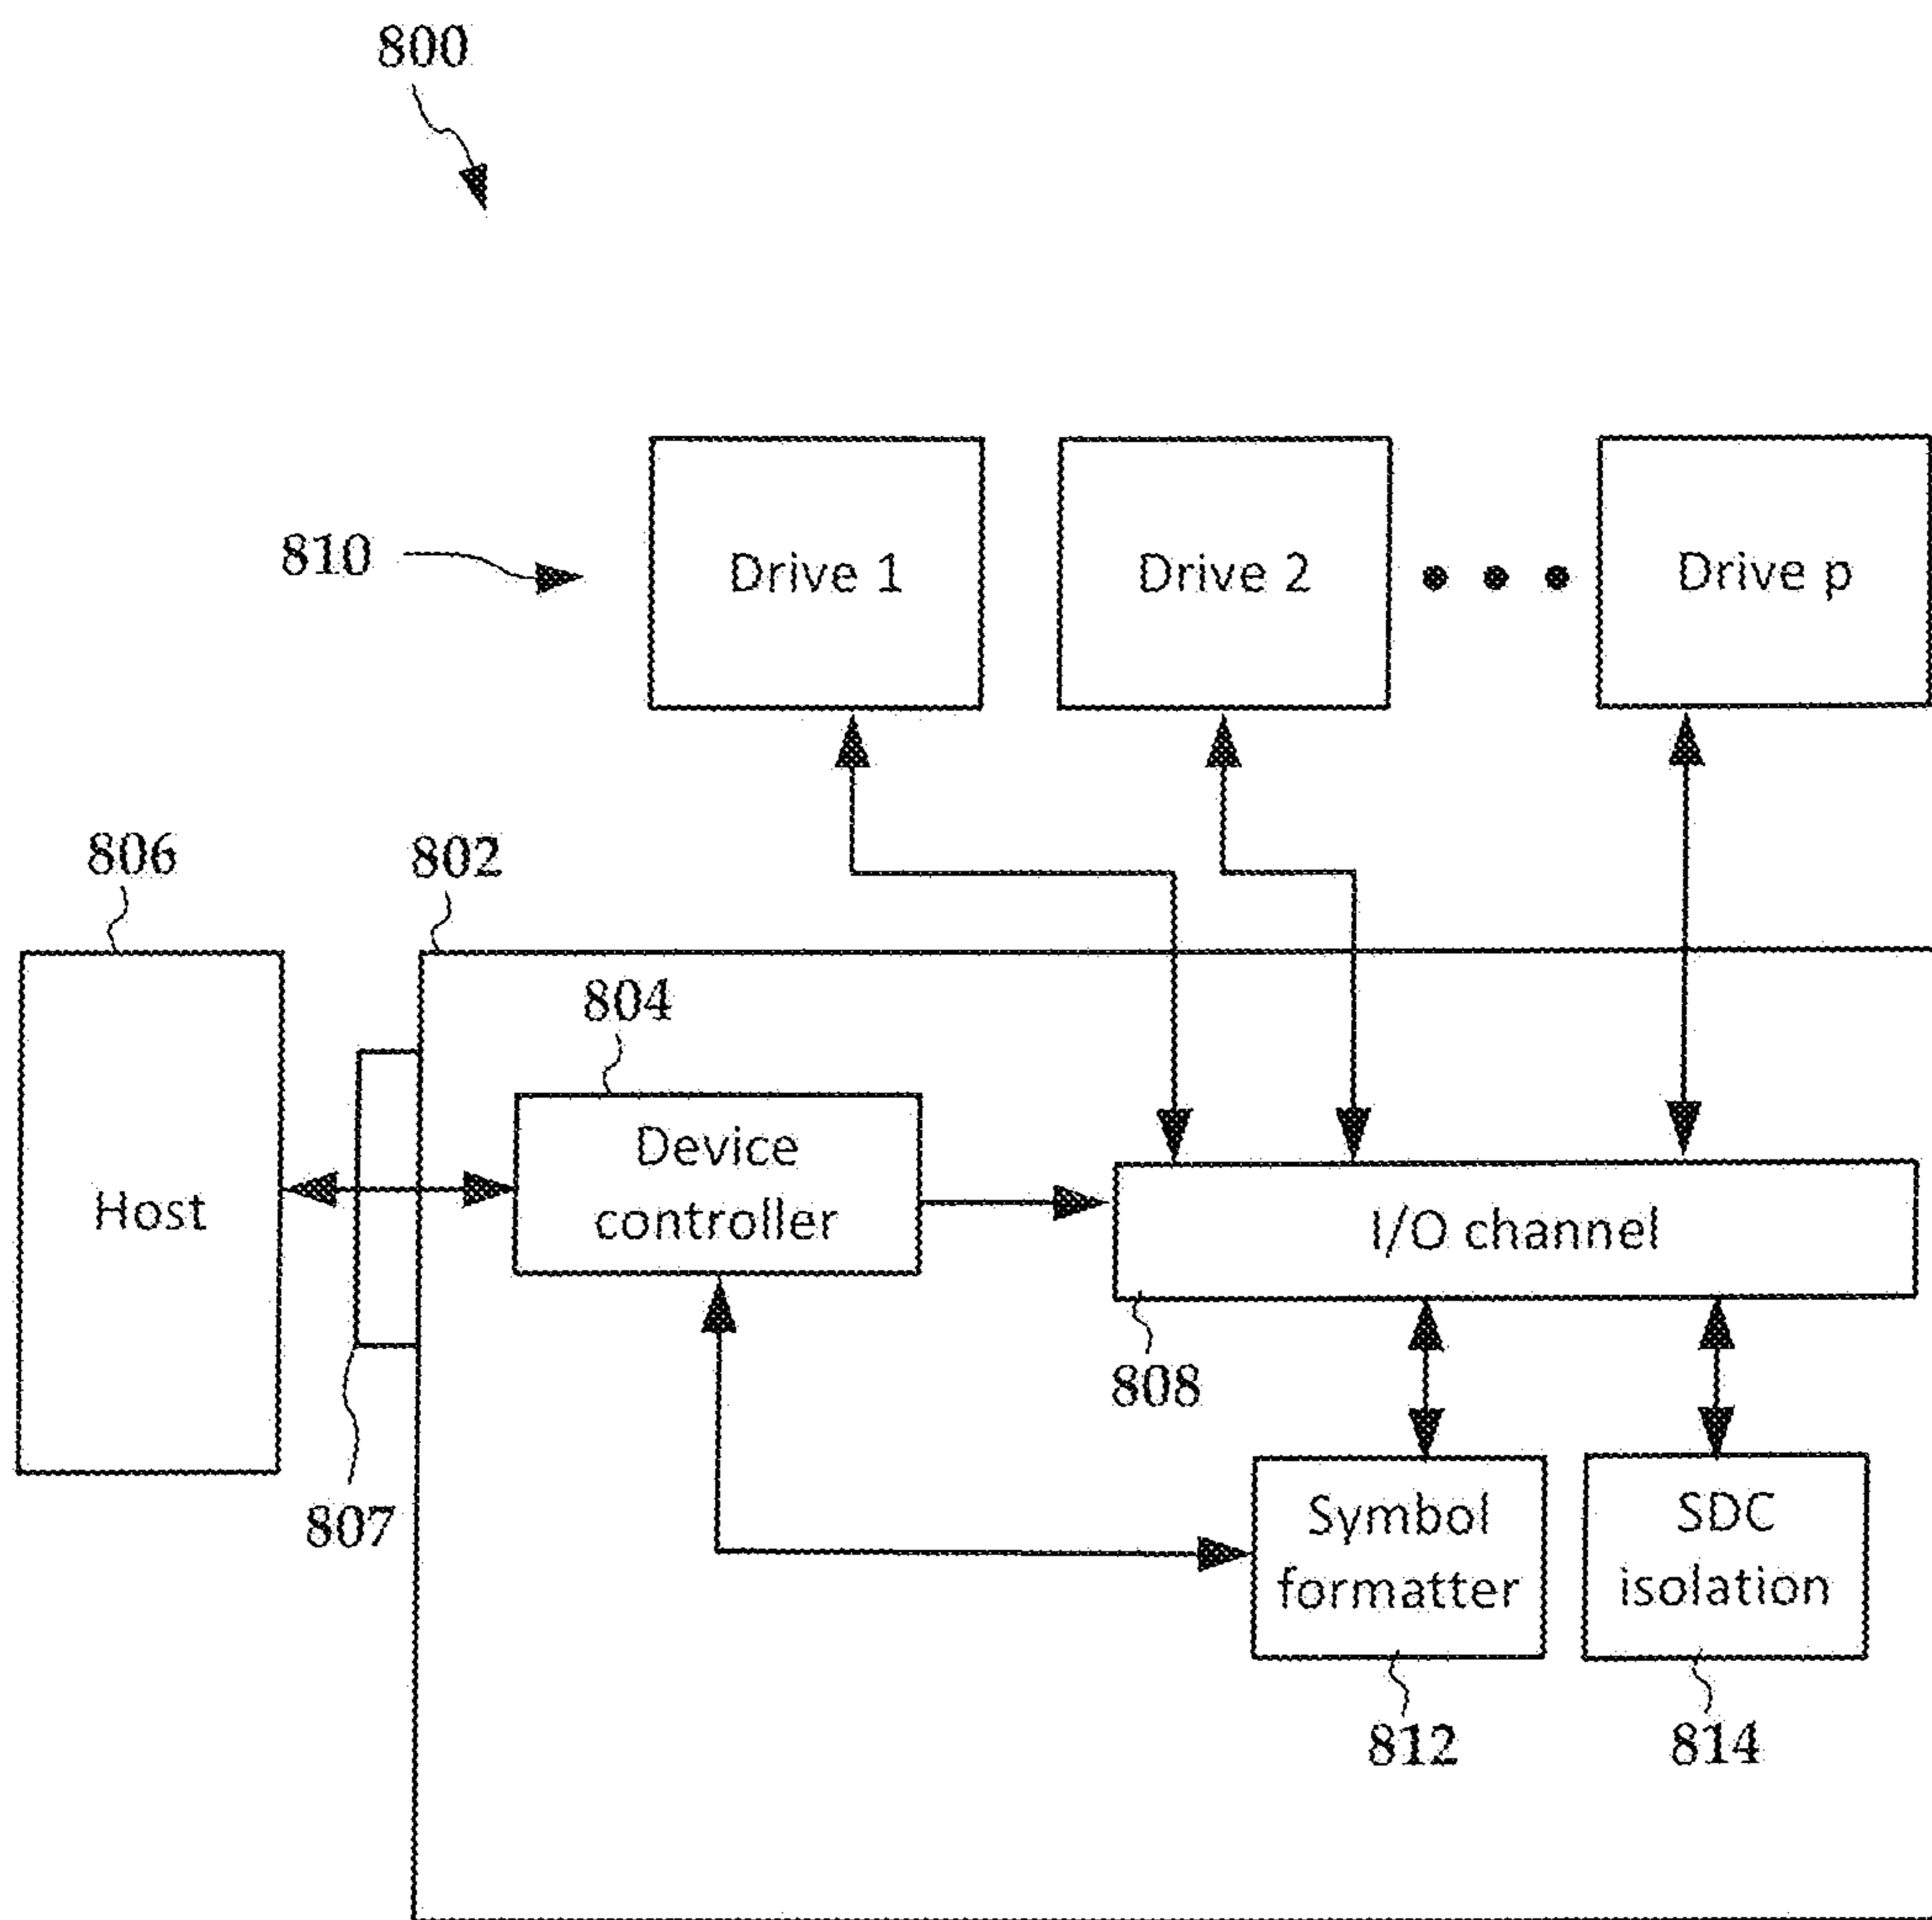 800
810
Drive 1
Drive 2
Drive p
806
802
804
Host
Device
controller
I/O channel
807
808
Symbol
formatter
SDC
isolation
812
814